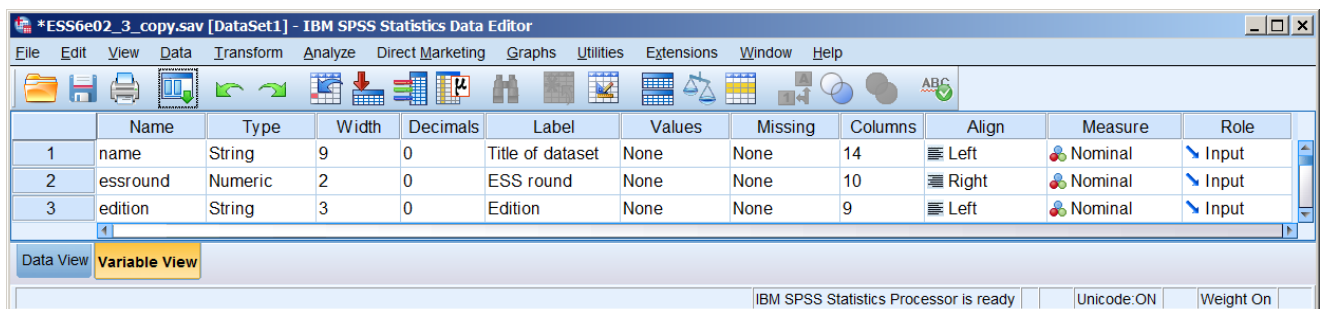 *ESS6e02_3_copy.sav [DataSet1] - IBM SPSS Statistics Data Editor
File Edit View Data Transform Analyze Direct Marketing Graphs Utilities Extensions Window Help
μ A 1 4 ABC
Name Type Width Decimals Label Values Missing Columns Align Measure Role
1 name String 9 0 Title of dataset None None 14 Left Nominal Input
2 essround Numeric 2 0 ESS round None None 10 Right Nominal Input
3 edition String 3 0 Edition None None 9 Left Nominal Input
Data View Variable View
IBM SPSS Statistics Processor is ready Unicode:ON Weight On